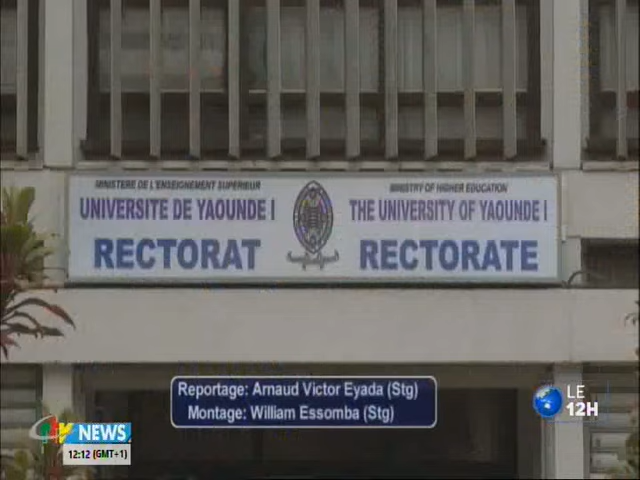 MINISTERE DE L'ENSEIGNEMENT SUPERIEUR
UNIVERSITE DE YAOUNDE I
RECTORAT
MINISTRY OF HIGHER EDUCATION
THE UNIVERSITY OF YAOUNDE I
RECTORATE
Reportage: Arnaud Victor Eyada (Stg)
Montage: William Essomba (Stg)
NEWS
12:12 (GMT+1)
LE
12H